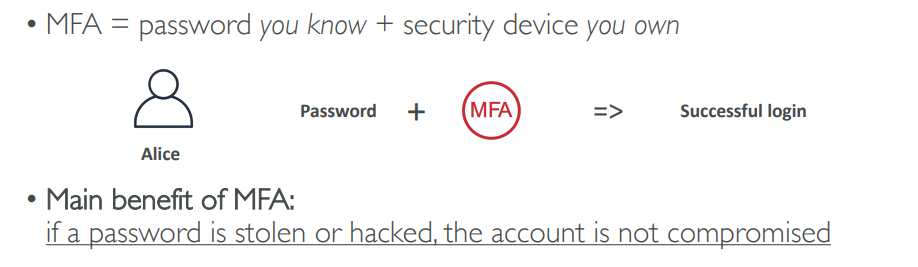 • MFA = password you know + security device you own
Password + MFA => Successful login
Alice
• Main benefit of MFA:
if a password is stolen or hacked, the account is not compromised